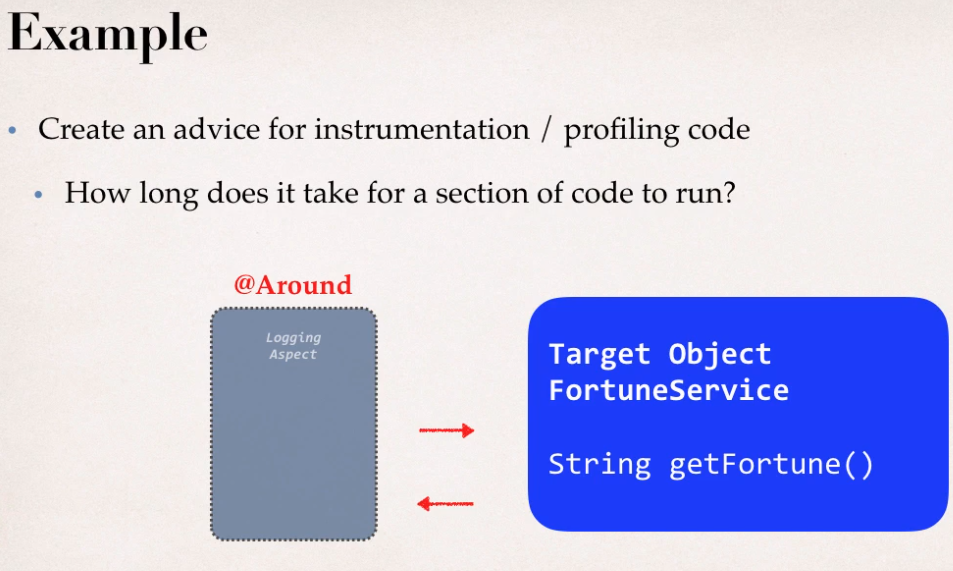 Example
• Create an advice for instrumentation / profiling code
• How long does it take for a section of code to run?
@Around
Logging
Aspect
Target Object
FortuneService
String getFortune()